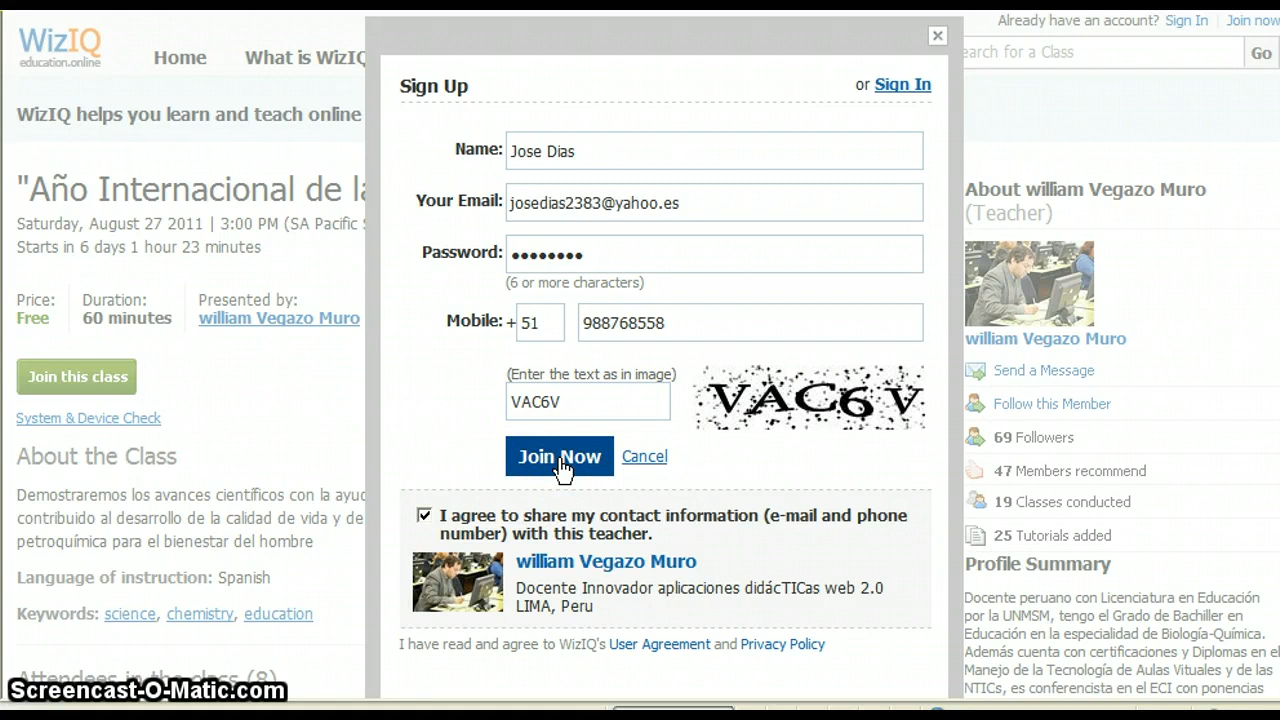 WizIQ
education.online
Home
What is WizIQ
Already have an account? Sign In | Join now
earch for a Class
Go
WizIQ helps you learn and teach online
"Año Internacional de la
Saturday, August 27 2011 | 3:00 PM (SA Pacific S
Starts in 6 days 1 hour 23 minutes
Price:
Free
Duration:
60 minutes
Presented by:
william Vegazo Muro
Join this class
System & Device Check
About the Class
Demostraremos los avances científicos con la ayud
contribuido al desarrollo de la calidad de vida y de
petroquímica para el bienestar del hombre
Language of instruction: Spanish
Keywords: science, chemistry, education
Attendees in the class (8)
Screencast-O-Matic.com
Sign Up
or Sign In
Name: Jose Dias
Your Email: josedias2383@yahoo.es
Password: ••••••••
(6 or more characters)
Mobile: + 51 988768558
(Enter the text as in image)
VAC6V
VAC6V
Join Now
Cancel
I agree to share my contact information (e-mail and phone
number) with this teacher.
william Vegazo Muro
Docente Innovador aplicaciones didácTICas web 2.0
LIMA, Peru
I have read and agree to WizIQ's User Agreement and Privacy Policy
About william Vegazo Muro
(Teacher)
william Vegazo Muro
Send a Message
Follow this Member
69 Followers
47 Members recommend
19 Classes conducted
25 Tutorials added
Profile Summary
Docente peruano con Licenciatura en Educación
por la UNMSM, tengo el Grado de Bachiller en
Educación en la especialidad de Biología-Química.
Además cuenta con certificaciones y Diplomas en el
Manejo de la Tecnología de Aulas Vituales y de las
NTICs, es conferencista en el ECI con ponencias